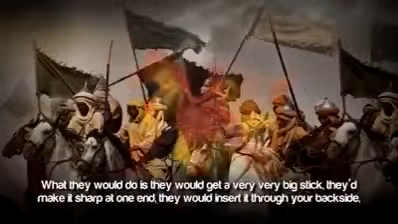 What they would do is they would get a very very big stick, they'd
make it sharp at one end, they would insert it through your backside,